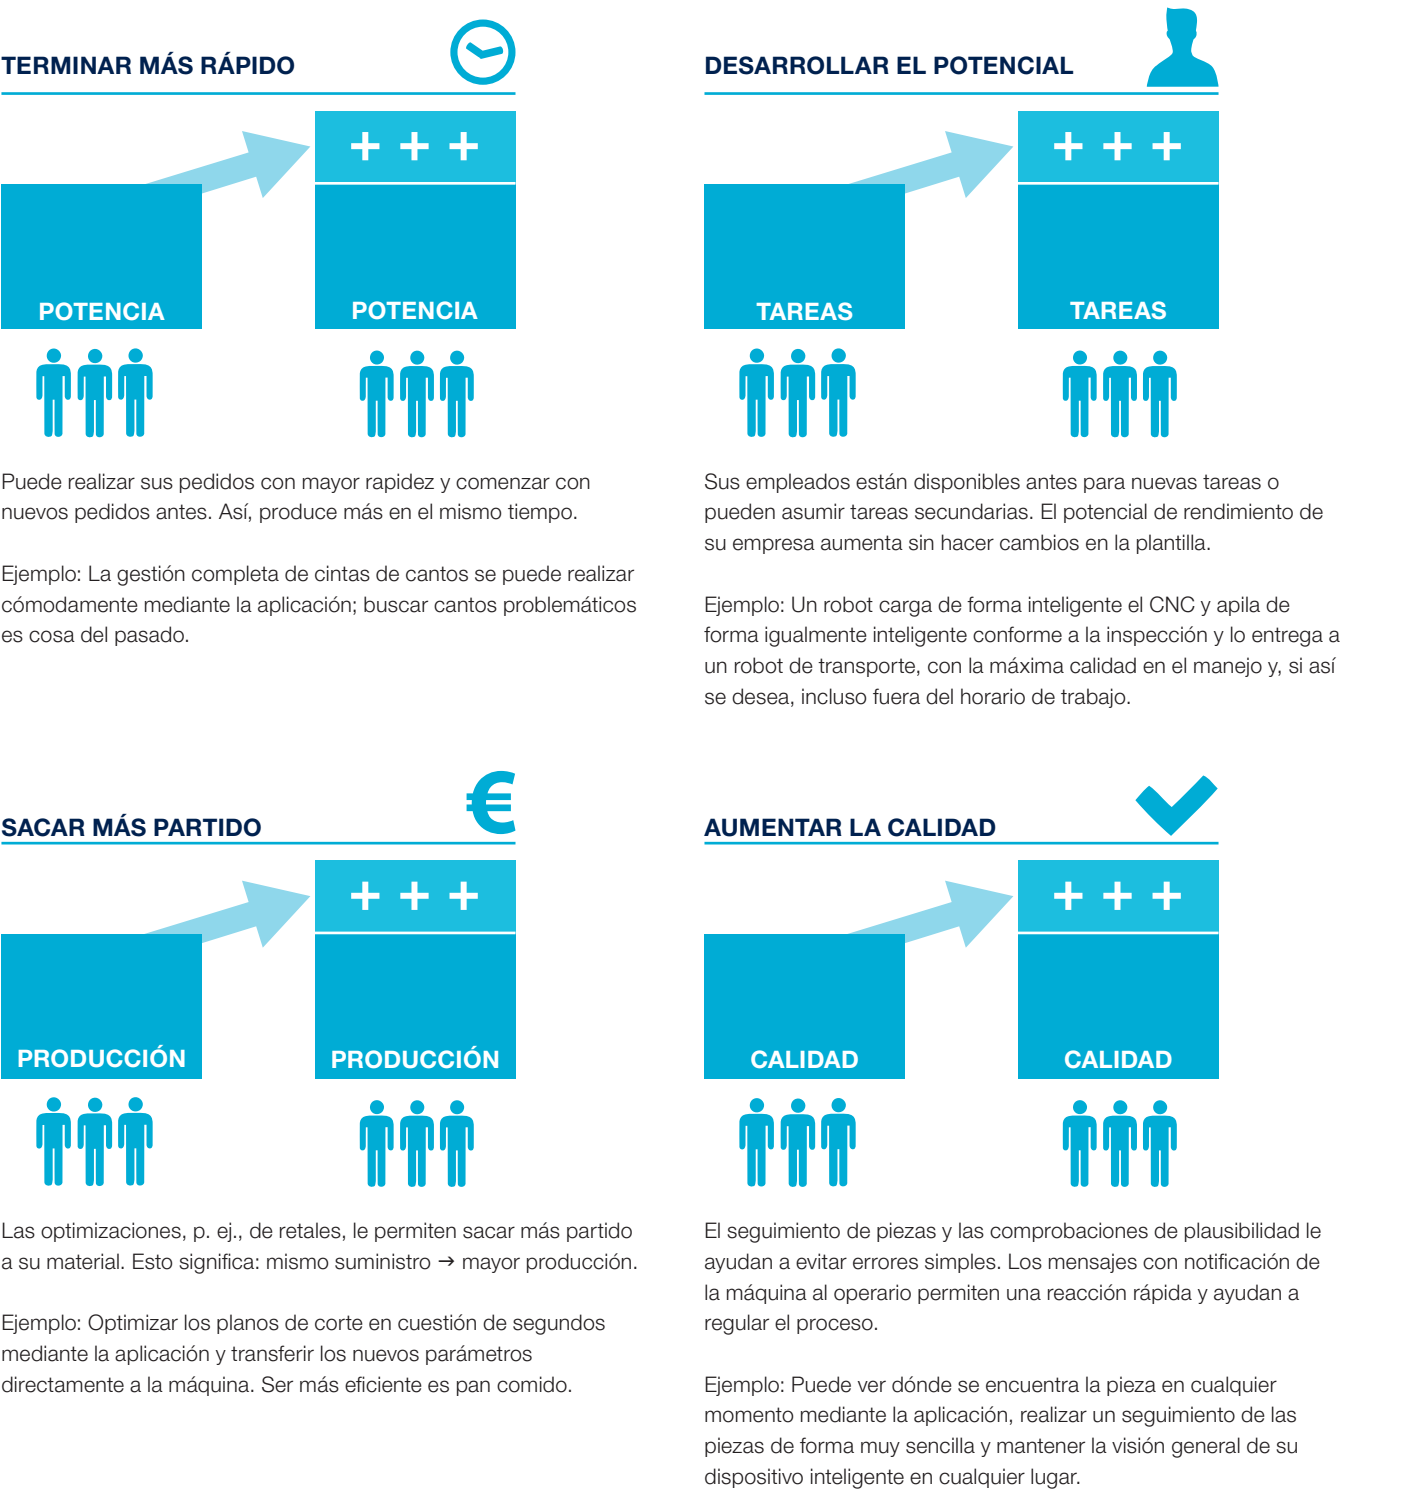 TERMINAR MÁS RÁPIDO
+ + +
POTENCIA
POTENCIA
Puede realizar sus pedidos con mayor rapidez y comenzar con
nuevos pedidos antes. Así, produce más en el mismo tiempo.
Ejemplo: La gestión completa de cintas de cantos se puede realizar
cómodamente mediante la aplicación; buscar cantos problemáticos
es cosa del pasado.
DESARROLLAR EL POTENCIAL
+ + +
TAREAS
TAREAS
Sus empleados están disponibles antes para nuevas tareas o
pueden asumir tareas secundarias. El potencial de rendimiento de
su empresa aumenta sin hacer cambios en la plantilla.
Ejemplo: Un robot carga de forma inteligente el CNC y apila de
forma igualmente inteligente conforme a la inspección y lo entrega a
un robot de transporte, con la máxima calidad en el manejo y, si así
se desea, incluso fuera del horario de trabajo.
SACAR MÁS PARTIDO
€
+ + +
PRODUCCIÓN
PRODUCCIÓN
Las optimizaciones, p. ej., de retales, le permiten sacar más partido
a su material. Esto significa: mismo suministro → mayor producción.
Ejemplo: Optimizar los planos de corte en cuestión de segundos
mediante la aplicación y transferir los nuevos parámetros
directamente a la máquina. Ser más eficiente es pan comido.
AUMENTAR LA CALIDAD
+ + +
CALIDAD
CALIDAD
El seguimiento de piezas y las comprobaciones de plausibilidad le
ayudan a evitar errores simples. Los mensajes con notificación de
la máquina al operario permiten una reacción rápida y ayudan a
regular el proceso.
Ejemplo: Puede ver dónde se encuentra la pieza en cualquier
momento mediante la aplicación, realizar un seguimiento de las
piezas de forma muy sencilla y mantener la visión general de su
dispositivo inteligente en cualquier lugar.